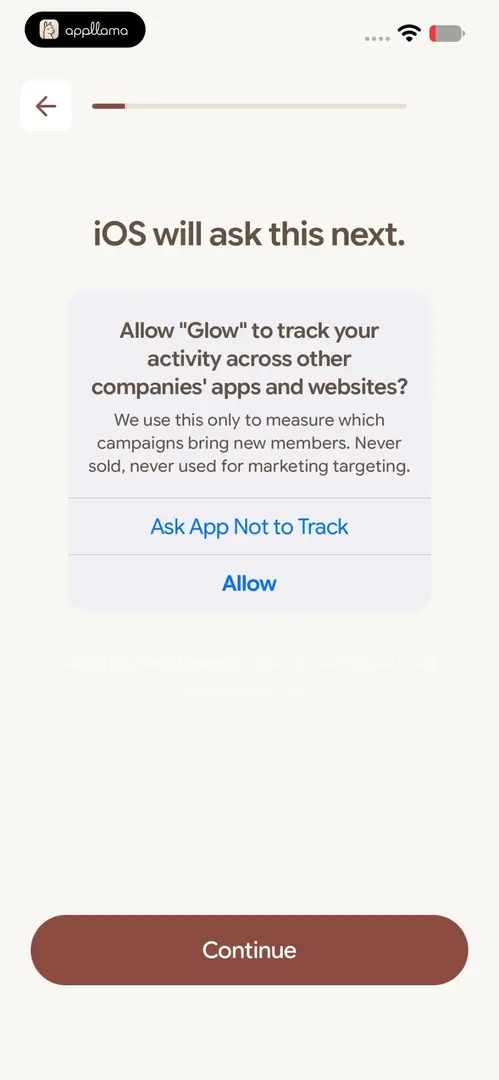 appllama
iOS will ask this next.
Allow "Glow" to track your
activity across other
companies' apps and websites?
We use this only to measure which
campaigns bring new members. Never
sold, never used for marketing targeting.
Ask App Not to Track
Allow
Continue